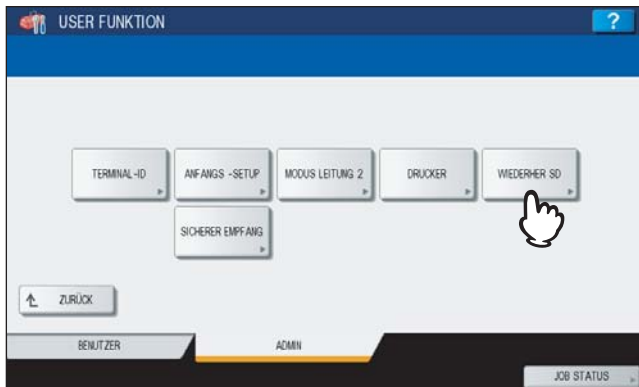 USER FUNKTION
?
TERMINAL-ID
ANFANGS -SETUP
MODUS LEITUNG 2
DRUCKER
WIEDERHER SD
SICHERER EMPFANG
ZURÜCK
BENUTZER
ADMIN
JOB STATUS